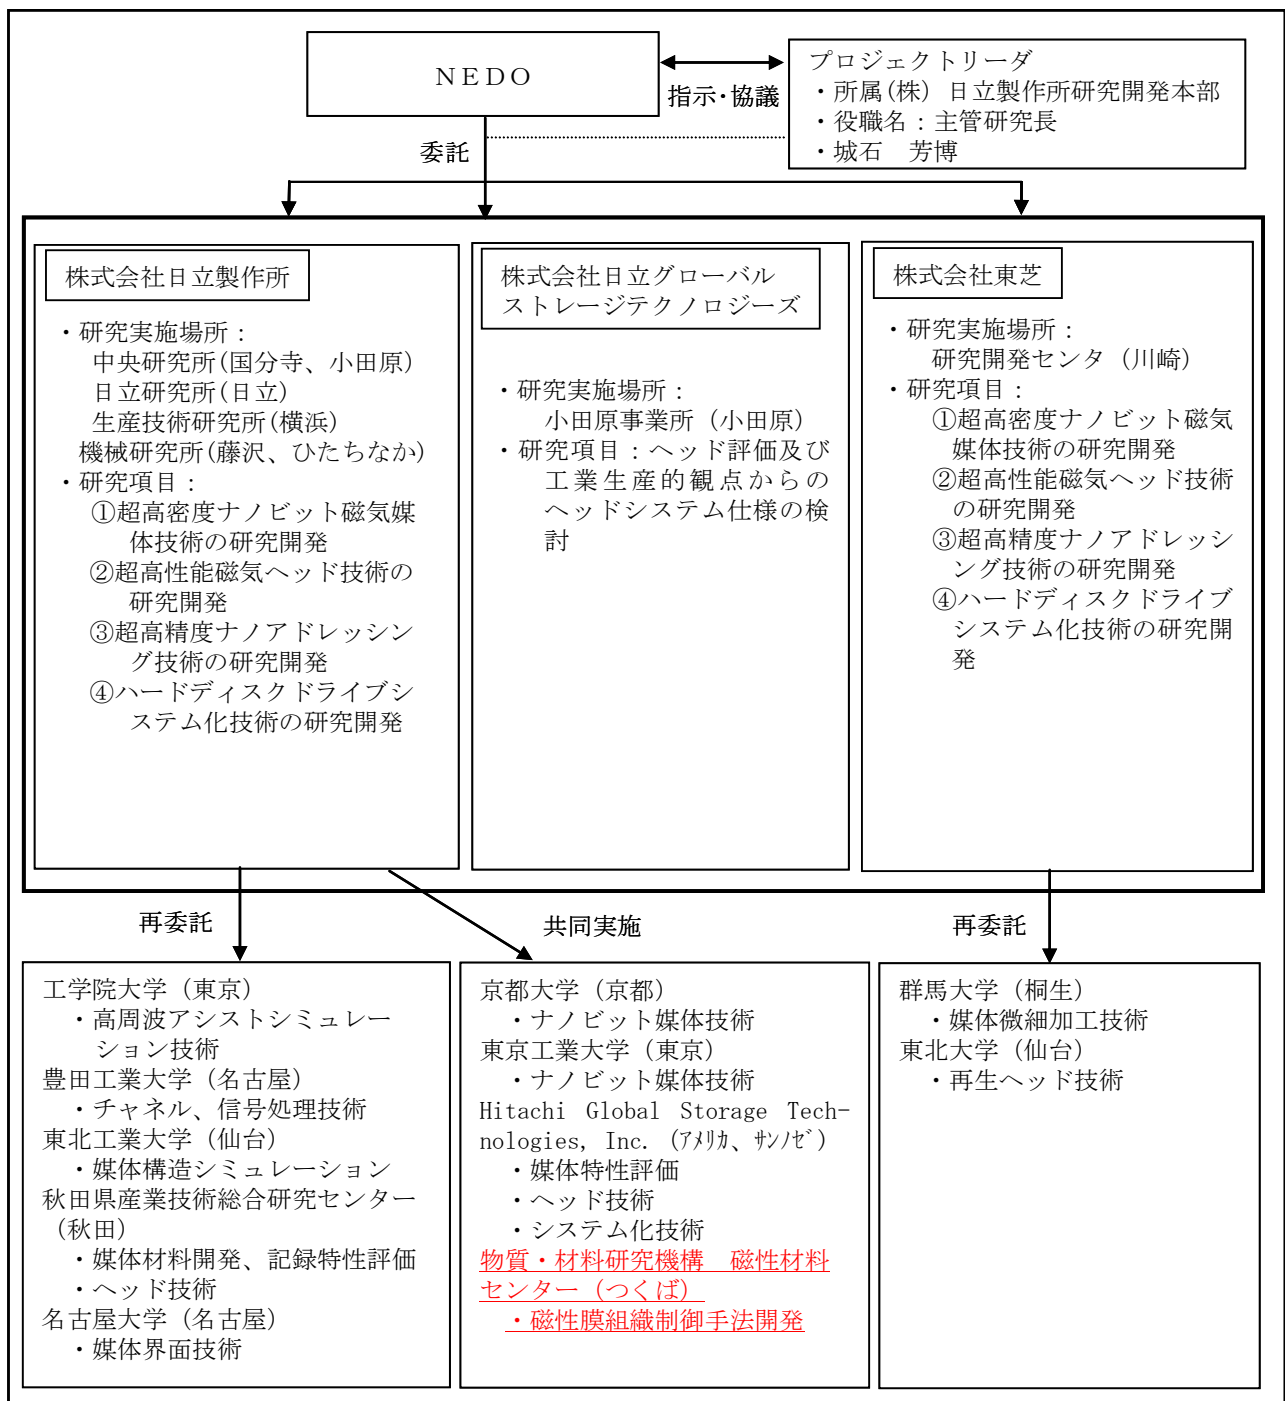 ＮＥＤＯ
指示・協議
プロジェクトリーダ
・所属(株) 日立製作所研究開発本部
・役職名：主管研究長
・城石　芳博
委託
株式会社日立製作所
・研究実施場所：
中央研究所(国分寺、小田原)
日立研究所(日立)
生産技術研究所(横浜)
機械研究所(藤沢、ひたちなか)
・研究項目：
①超高密度ナノビット磁気媒
体技術の研究開発
②超高性能磁気ヘッド技術の
研究開発
③超高精度ナノアドレッシン
グ技術の研究開発
④ハードディスクドライブシ
ステム化技術の研究開発
株式会社日立グローバル
ストレージテクノロジーズ
・研究実施場所：
小田原事業所（小田原）
・研究項目：ヘッド評価及び
工業生産的観点からの
ヘッドシステム仕様の検
討
株式会社東芝
・研究実施場所：
研究開発センタ（川崎）
・研究項目：
①超高密度ナノビット磁気
媒体技術の研究開発
②超高性能磁気ヘッド技術
の研究開発
③超高精度ナノアドレッシ
ング技術の研究開発
④ハードディスクドライブ
システム化技術の研究開
発
再委託
共同実施
再委託
工学院大学（東京）
・高周波アシストシミュレー
ション技術
豊田工業大学（名古屋）
・チャネル、信号処理技術
東北工業大学（仙台）
・媒体構造シミュレーション
秋田県産業技術総合研究センター
（秋田）
・媒体材料開発、記録特性評価
・ヘッド技術
名古屋大学（名古屋）
・媒体界面技術
京都大学（京都）
・ナノビット媒体技術
東京工業大学（東京）
・ナノビット媒体技術
Hitachi Global Storage Tech-
nologies, Inc. （ｱﾒﾘｶ、ｻﾝﾉｾﾞ）
・媒体特性評価
・ヘッド技術
・システム化技術
物質・材料研究機構　磁性材料
センター（つくば）
・磁性膜組織制御手法開発
群馬大学（桐生）
・媒体微細加工技術
東北大学（仙台）
・再生ヘッド技術